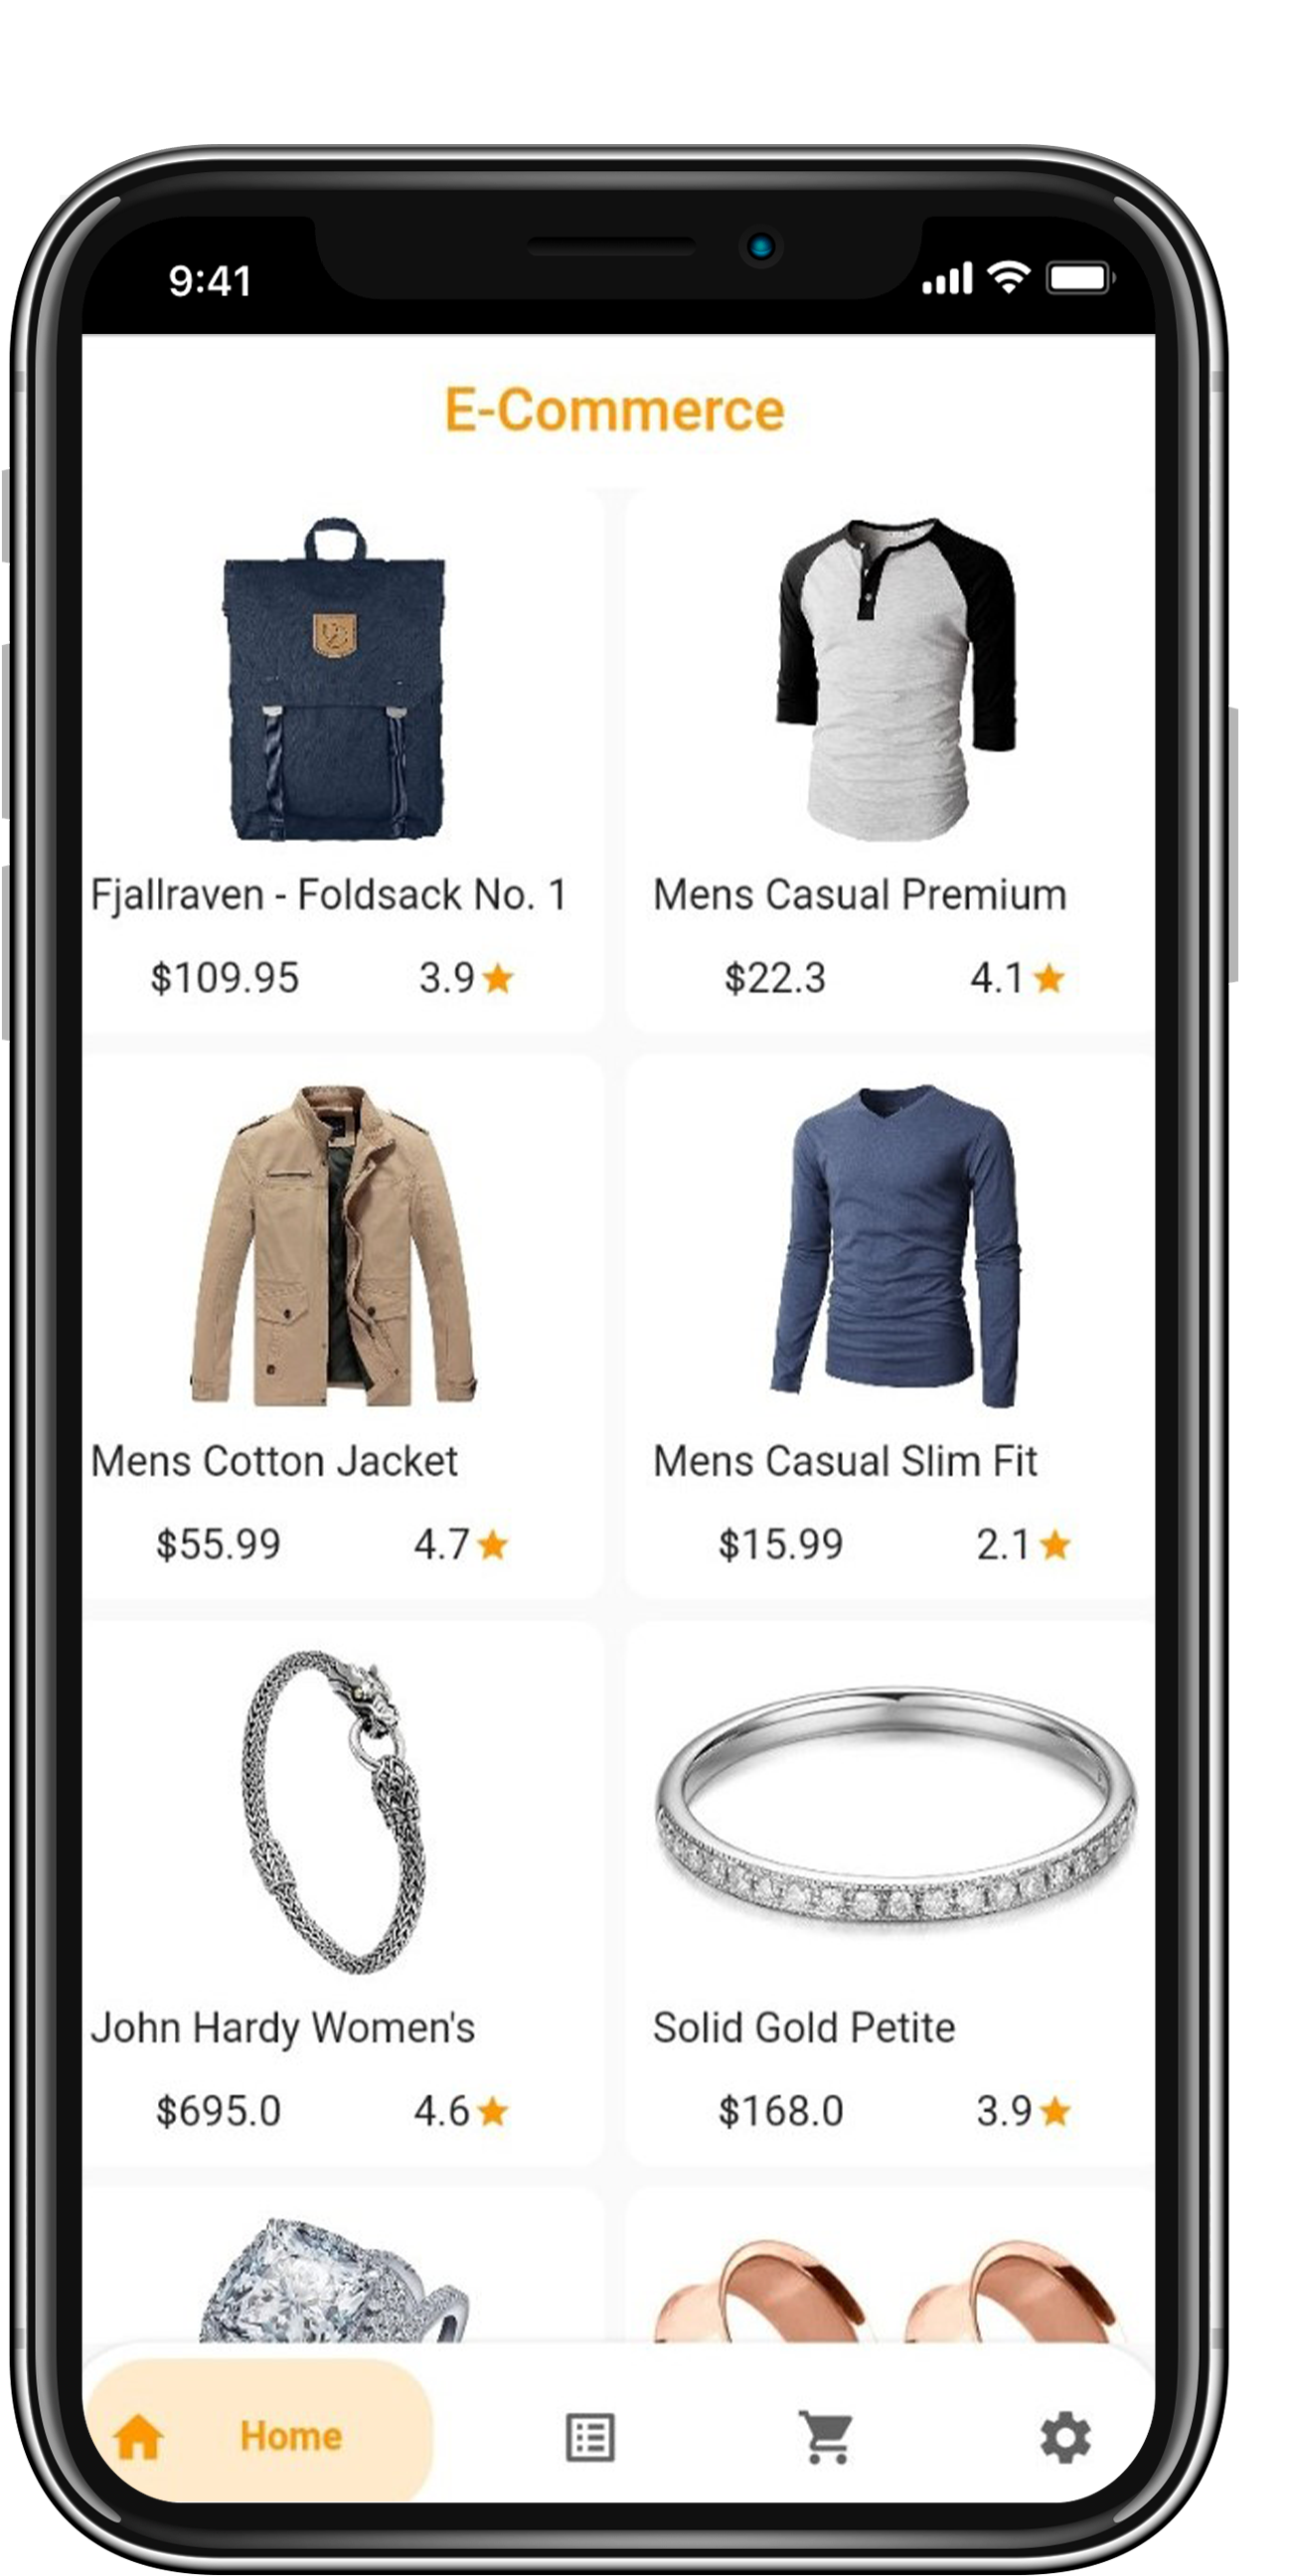 9:41
E-Commerce
Fjallraven - Foldsack No. 1
$109.95 3.9
Mens Casual Premium
$22.3 4.1
Mens Cotton Jacket
$55.99 4.7
Mens Casual Slim Fit
$15.99 2.1
John Hardy Women's
$695.0 4.6
Solid Gold Petite
$168.0 3.9
Home